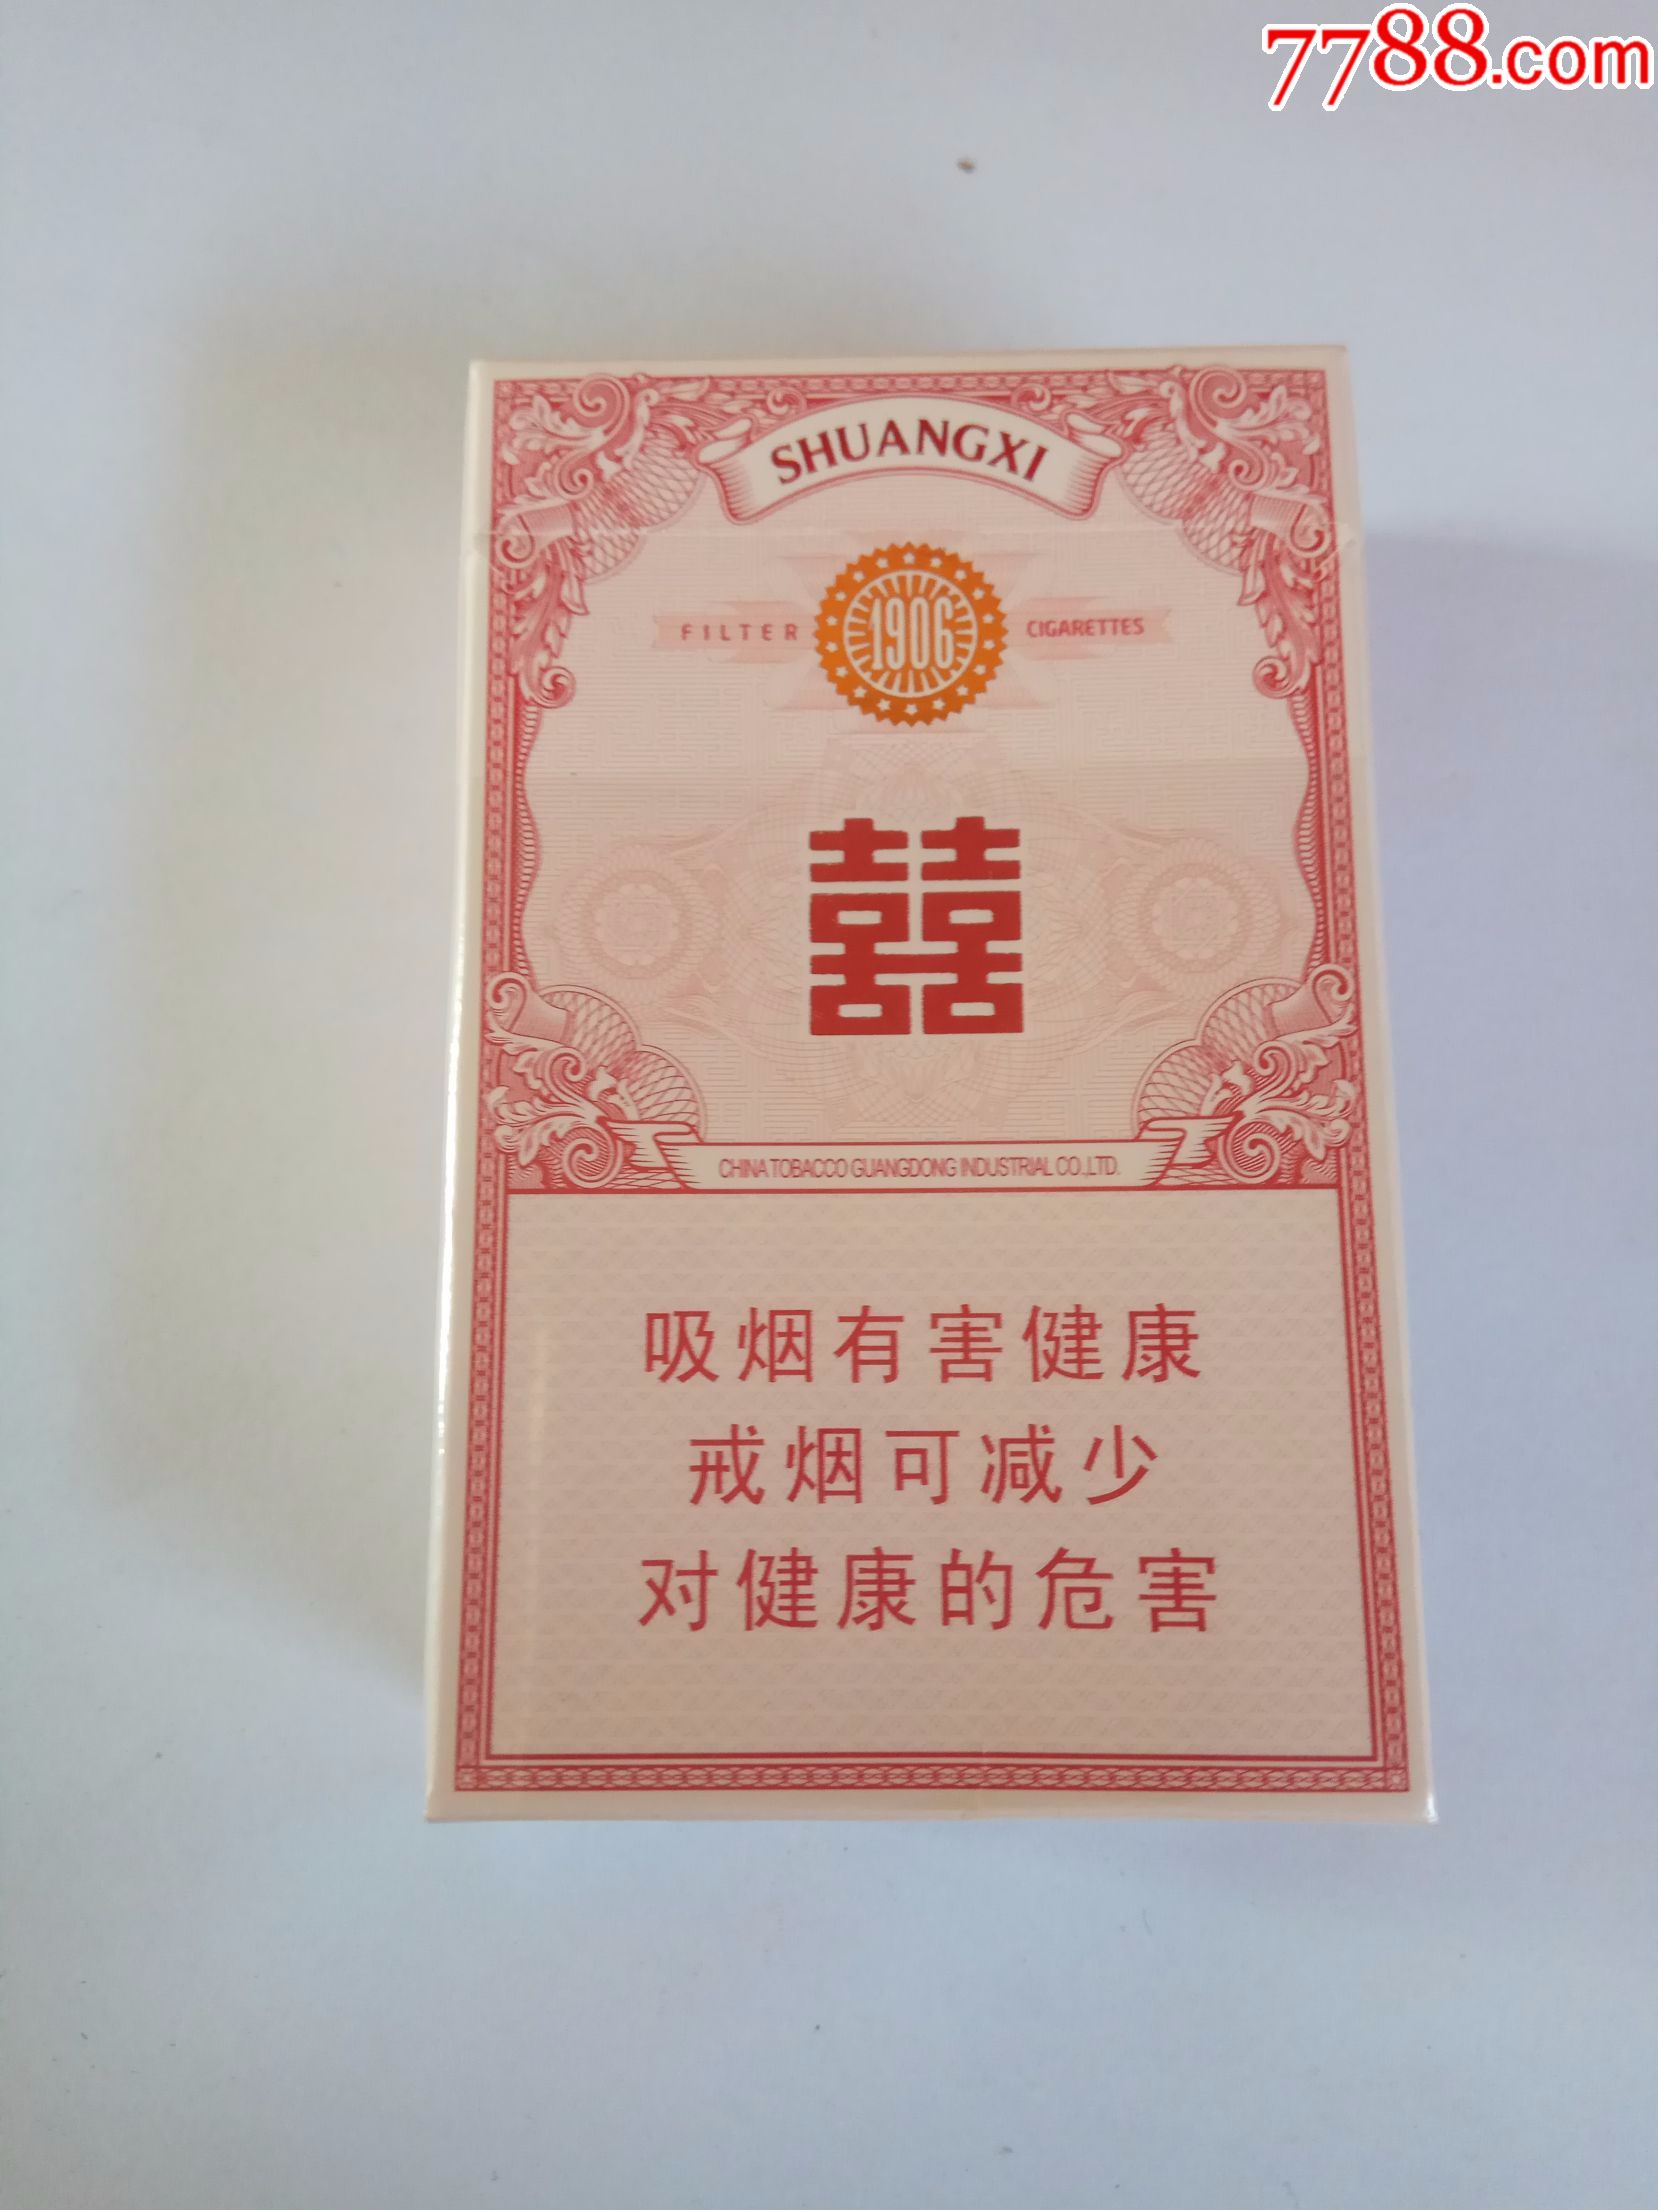 7788.com
SHUANGXI
FILTER 1906 CIGARETTES
囍
CHINA TOBACCO GUANGDONG INDUSTRIAL CO.,LTD.
吸烟有害健康
戒烟可减少
对健康的危害